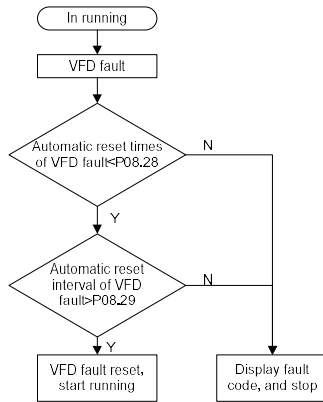 In running
VFD fault
Automatic reset times
of VFD fault<P08.28
N
Y
Automatic reset
interval of VFD
fault>P08.29
N
Y
VFD fault reset,
start running
Display fault
code, and stop